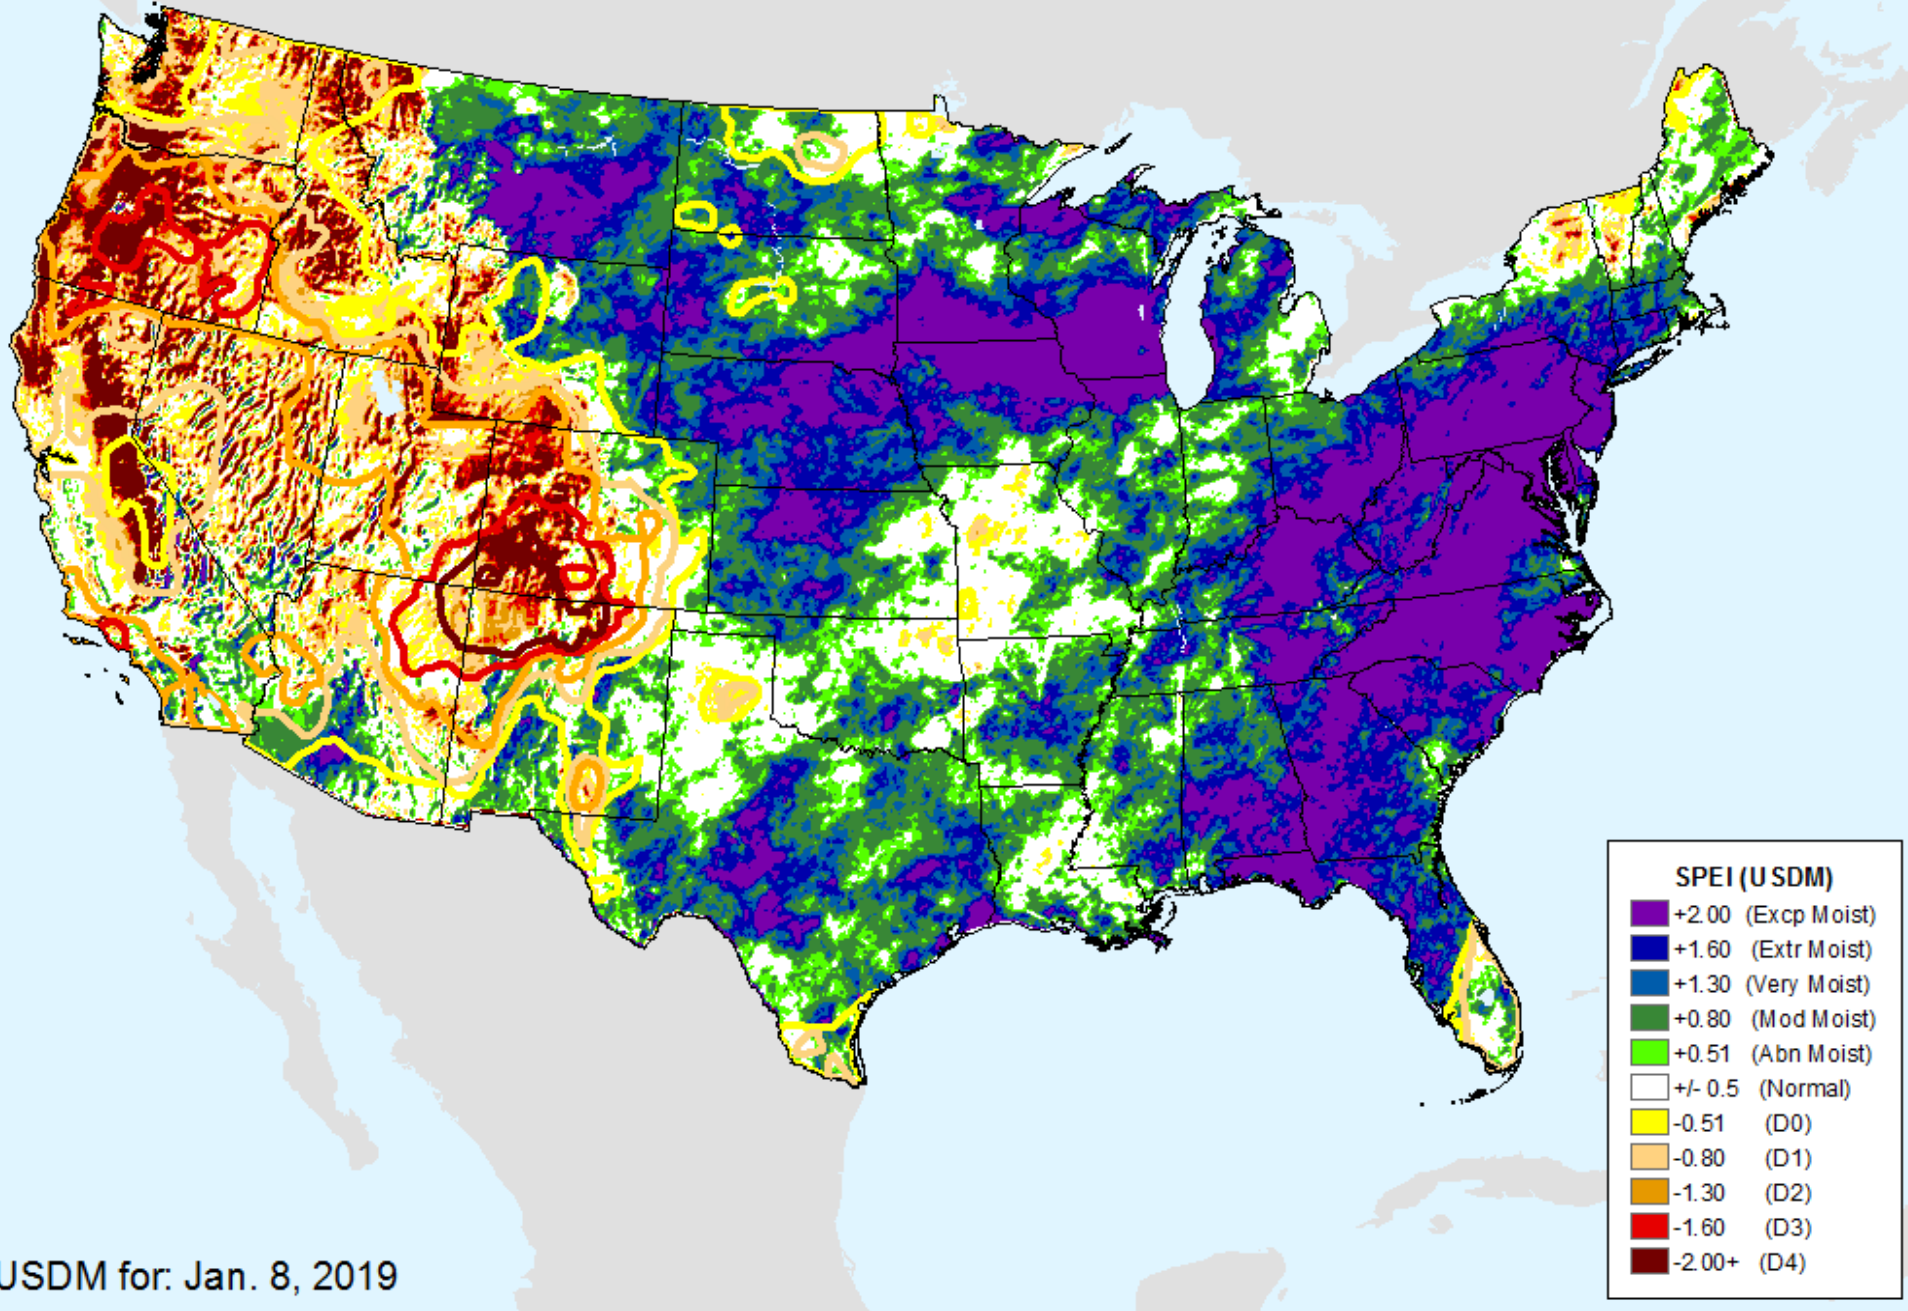 SPEI (USDM)
+2.00 (Excp Moist)
+1.60 (Extr Moist)
+1.30 (Very Moist)
+0.80 (Mod Moist)
+0.51 (Abn Moist)
+/- 0.5 (Normal)
-0.51 (D0)
-0.80 (D1)
-1.30 (D2)
-1.60 (D3)
-2.00+ (D4)
USDM for: Jan. 8, 2019